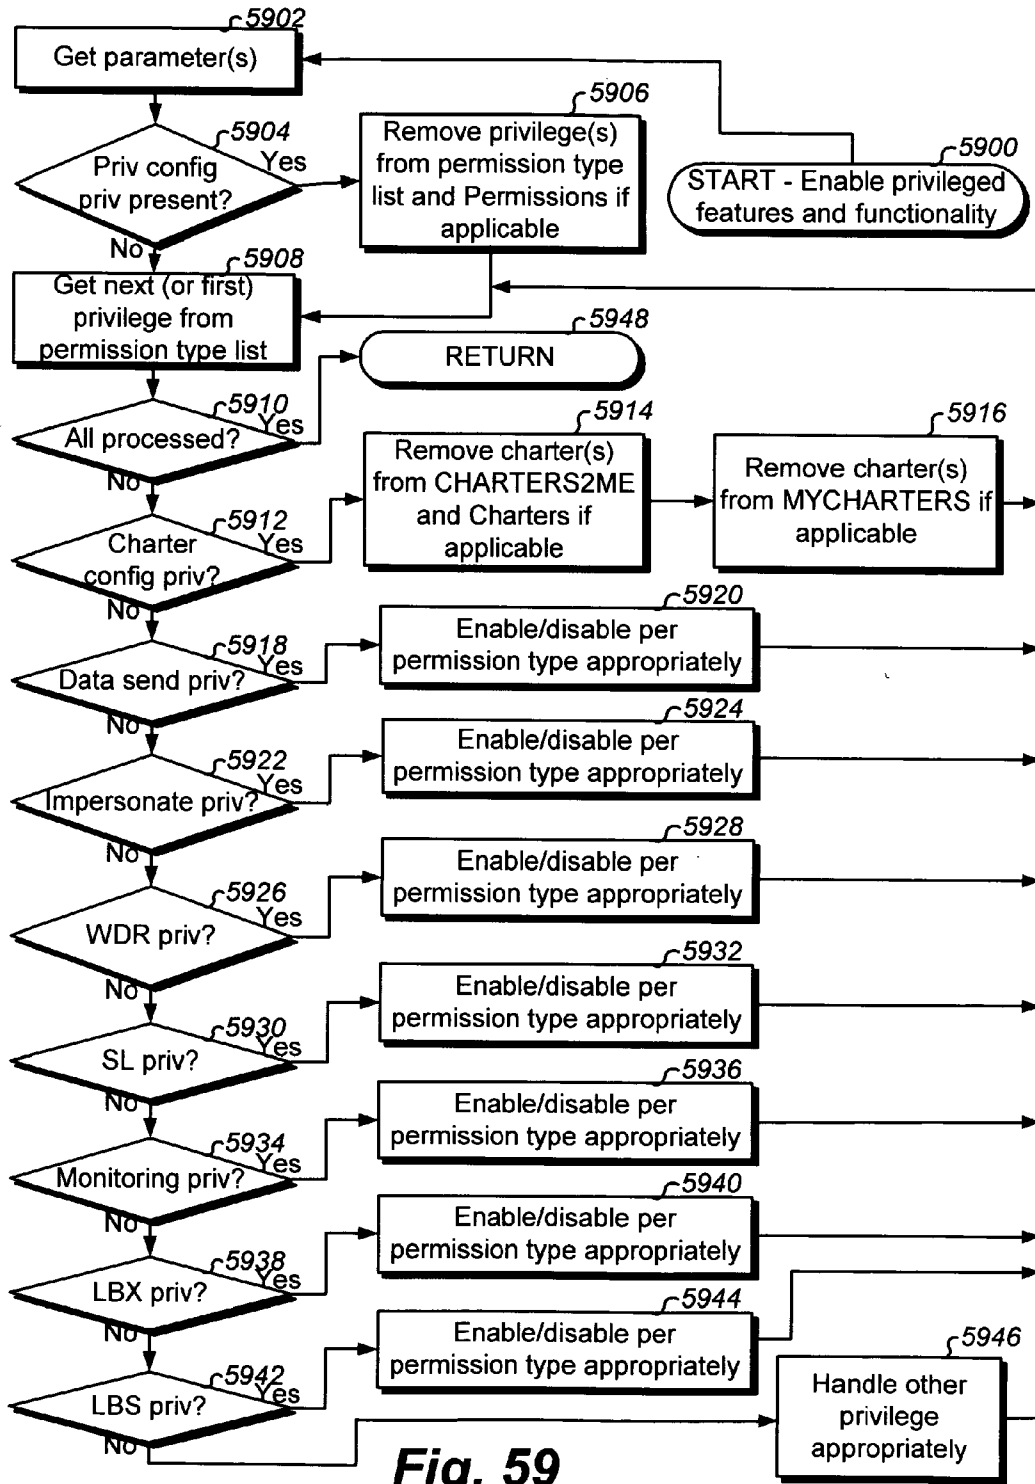 5902
Get parameter(s)
5904
Priv config
priv present?
Yes
No
5906
Remove privilege(s)
from permission type
list and Permissions if
applicable
5900
START - Enable privileged
features and functionality
5908
Get next (or first)
privilege from
permission type list
5948
RETURN
5910
All processed?
Yes
No
5912
Charter
config priv?
Yes
No
5914
Remove charter(s)
from CHARTERS2ME
and Charters if
applicable
5916
Remove charter(s)
from MYCHARTERS if
applicable
5918
Data send priv?
Yes
No
5920
Enable/disable per
permission type appropriately
5922
Impersonate priv?
Yes
No
5924
Enable/disable per
permission type appropriately
5926
WDR priv?
Yes
No
5928
Enable/disable per
permission type appropriately
5930
SL priv?
Yes
No
5932
Enable/disable per
permission type appropriately
5934
Monitoring priv?
Yes
No
5936
Enable/disable per
permission type appropriately
5938
LBX priv?
Yes
No
5940
Enable/disable per
permission type appropriately
5942
LBS priv?
Yes
No
5944
Enable/disable per
permission type appropriately
5946
Handle other
privilege
appropriately
Fig. 59